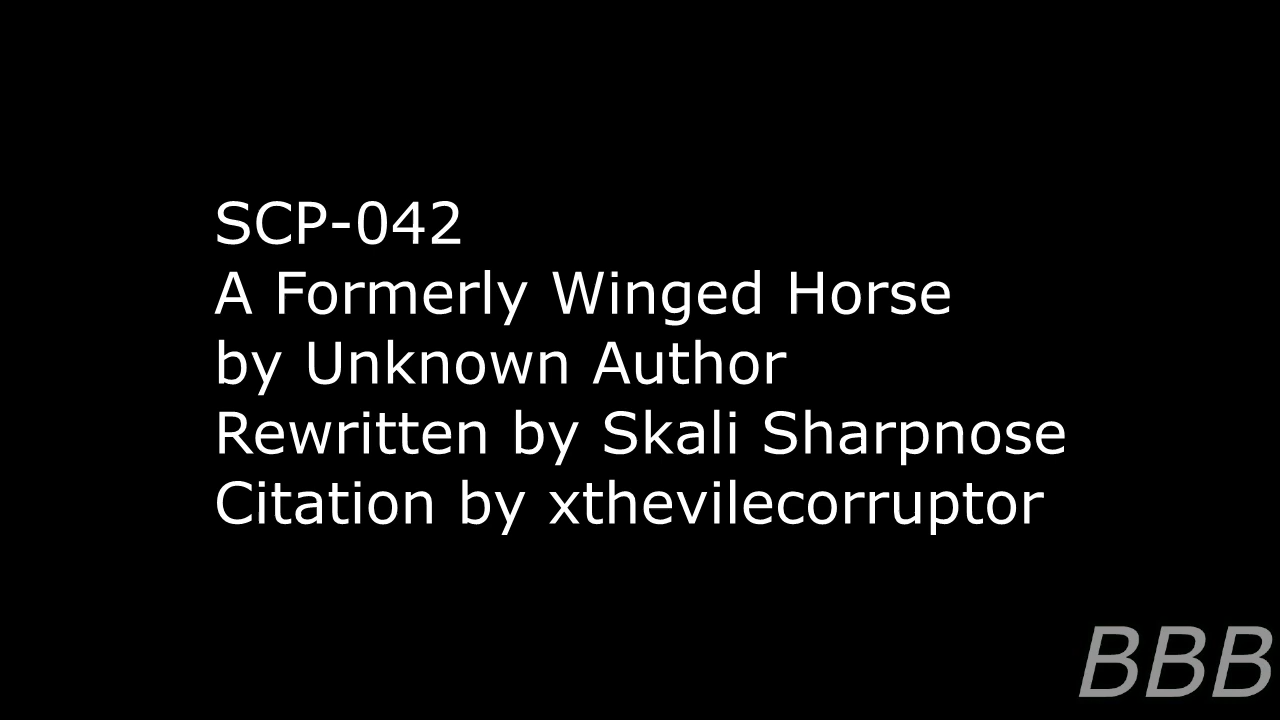 SCP-042
A Formerly Winged Horse
by Unknown Author
Rewritten by Skali Sharpnose
Citation by xthevilecorruptor
BBB